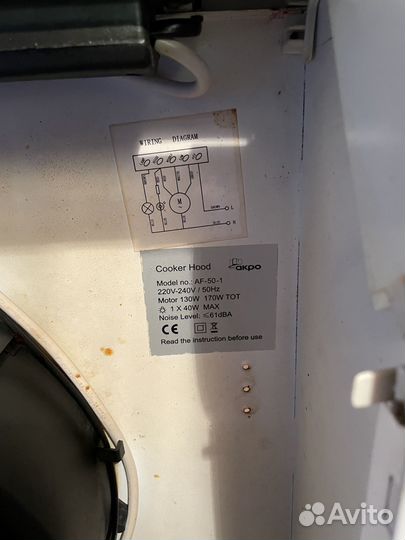 WIRING DIAGRAM
M
L
N
Cooker Hood akpo
Model no.: AF-50-1
220V-240V / 50Hz
Motor 130W 170W TOT
1 X 40W MAX
Noise Level: ≤61dBA
CE
Read the instruction before use
Avito